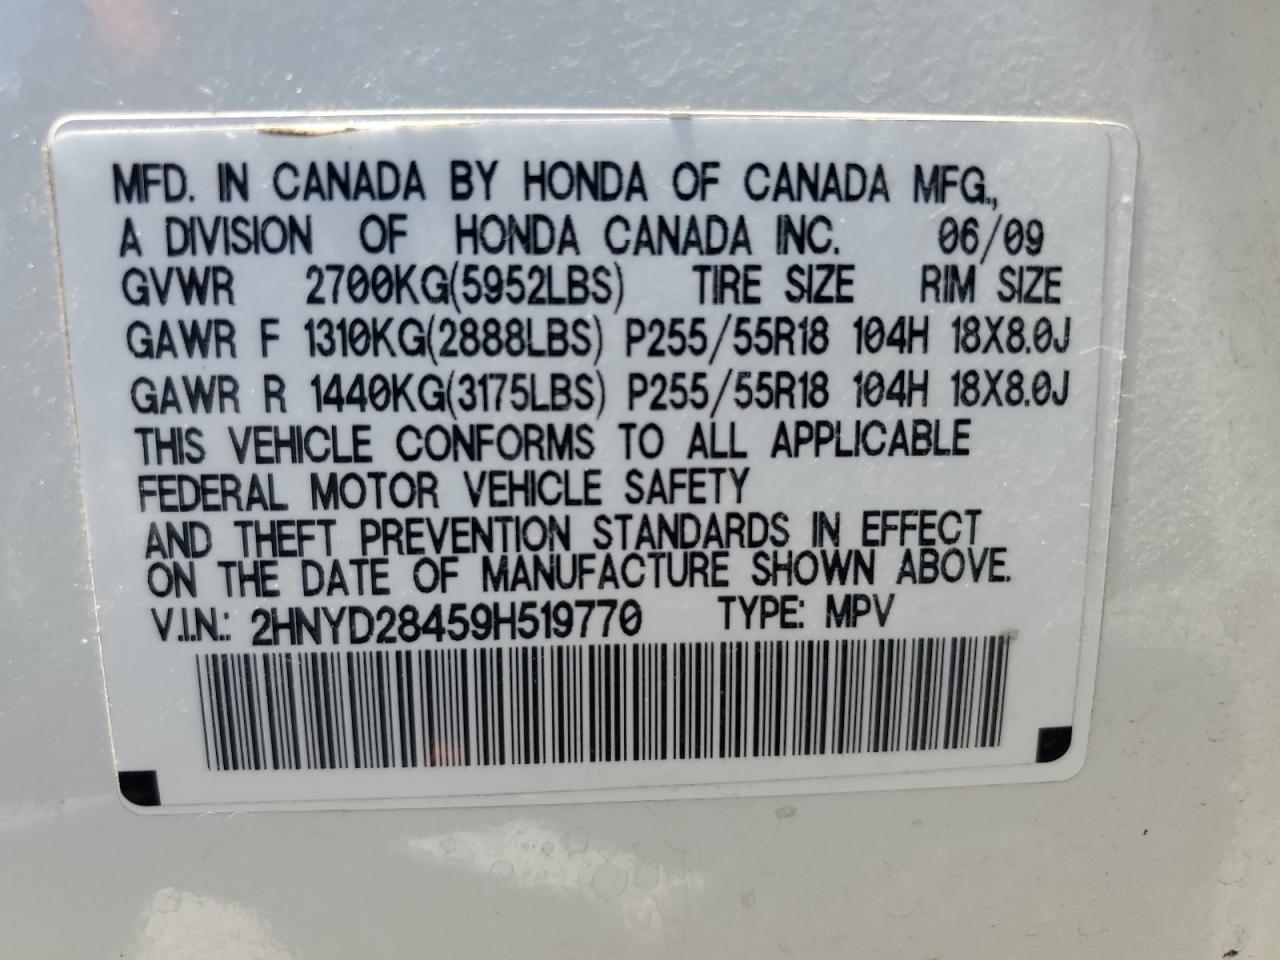 MFD. IN CANADA BY HONDA OF CANADA MFG.,
A DIVISION OF HONDA CANADA INC. 06/09
GVWR 2700KG(5952LBS) TIRE SIZE RIM SIZE
GAWR F 1310KG(2888LBS) P255/55R18 104H 18X8.0J
GAWR R 1440KG(3175LBS) P255/55R18 104H 18X8.0J
THIS VEHICLE CONFORMS TO ALL APPLICABLE
FEDERAL MOTOR VEHICLE SAFETY
AND THEFT PREVENTION STANDARDS IN EFFECT
ON THE DATE OF MANUFACTURE SHOWN ABOVE.
V.I.N.: 2HNYD28459H519770 TYPE: MPV